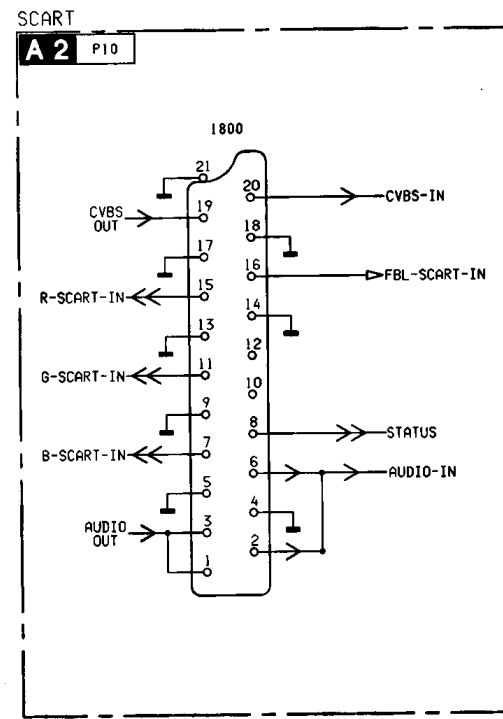 SCART
A 2 P10
1800
21
20 CVBS-IN
CVBS
OUT
19
18
17
16 FBL-SCART-IN
R-SCART-IN 15
14
13
12
G-SCART-IN 11
10
9
8 STATUS
B-SCART-IN 7
6 AUDIO-IN
5
4
AUDIO
OUT
3
2
1